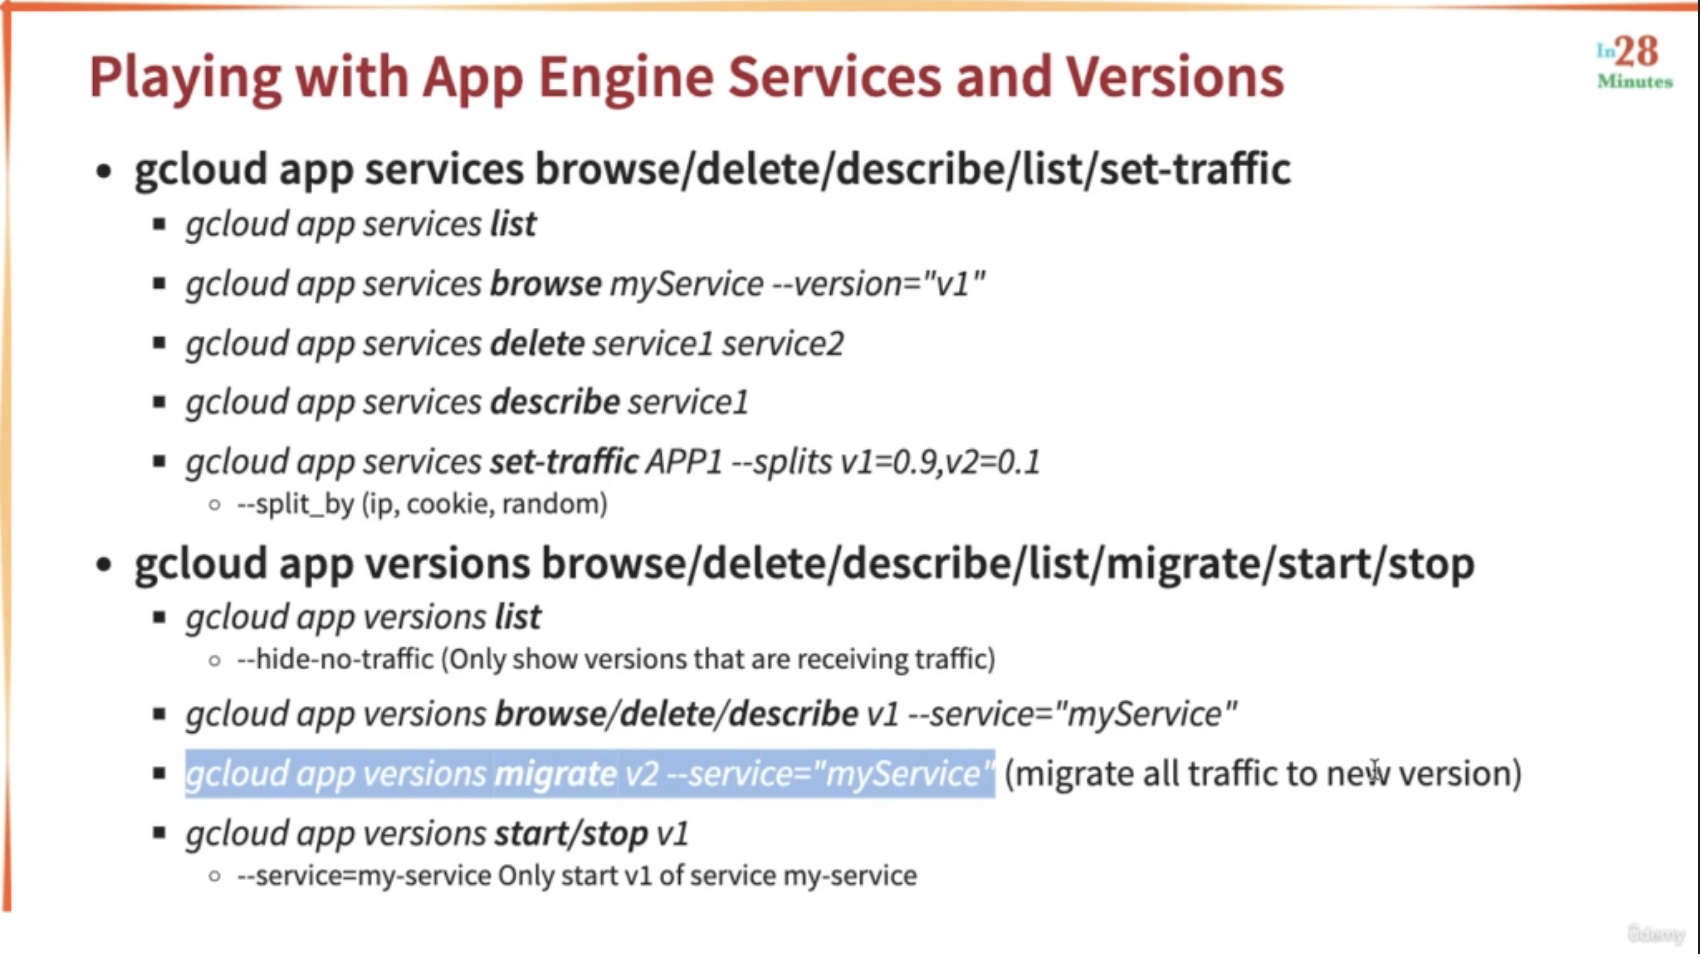 Playing with App Engine Services and Versions
In28
Minutes
• gcloud app services browse/delete/describe/list/set-traffic
▪ gcloud app services list
▪ gcloud app services browse myService --version="v1"
▪ gcloud app services delete service1 service2
▪ gcloud app services describe service1
▪ gcloud app services set-traffic APP1 --splits v1=0.9,v2=0.1
○ --split_by (ip, cookie, random)
• gcloud app versions browse/delete/describe/list/migrate/start/stop
▪ gcloud app versions list
○ --hide-no-traffic (Only show versions that are receiving traffic)
▪ gcloud app versions browse/delete/describe v1 --service="myService"
▪ gcloud app versions migrate v2 --service="myService" (migrate all traffic to new version)
▪ gcloud app versions start/stop v1
○ --service=my-service Only start v1 of service my-service
ûdemy